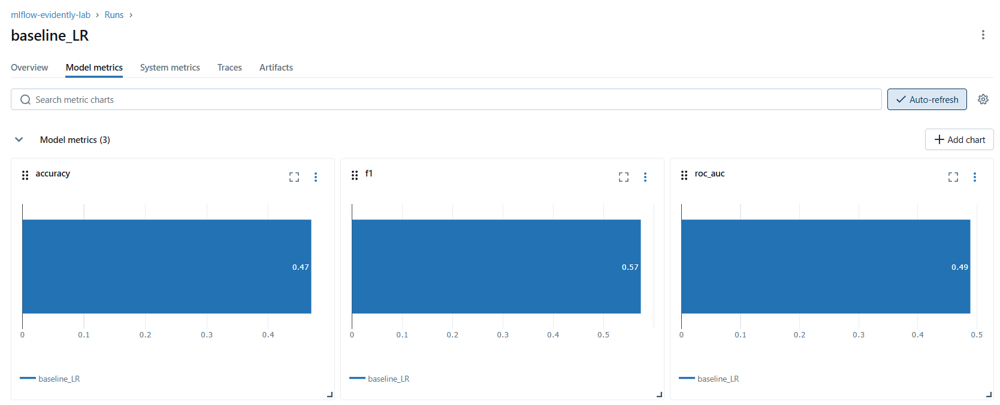 mlflow-evidently-lab > Runs >
baseline_LR
Overview Model metrics System metrics Traces Artifacts
Search metric charts Auto-refresh
Model metrics (3) Add chart
accuracy f1 roc_auc
0.47 0.57 0.49
0 0.1 0.2 0.3 0.4 0 0.1 0.2 0.3 0.4 0.5 0 0.1 0.2 0.3 0.4 0.5
baseline_LR baseline_LR baseline_LR